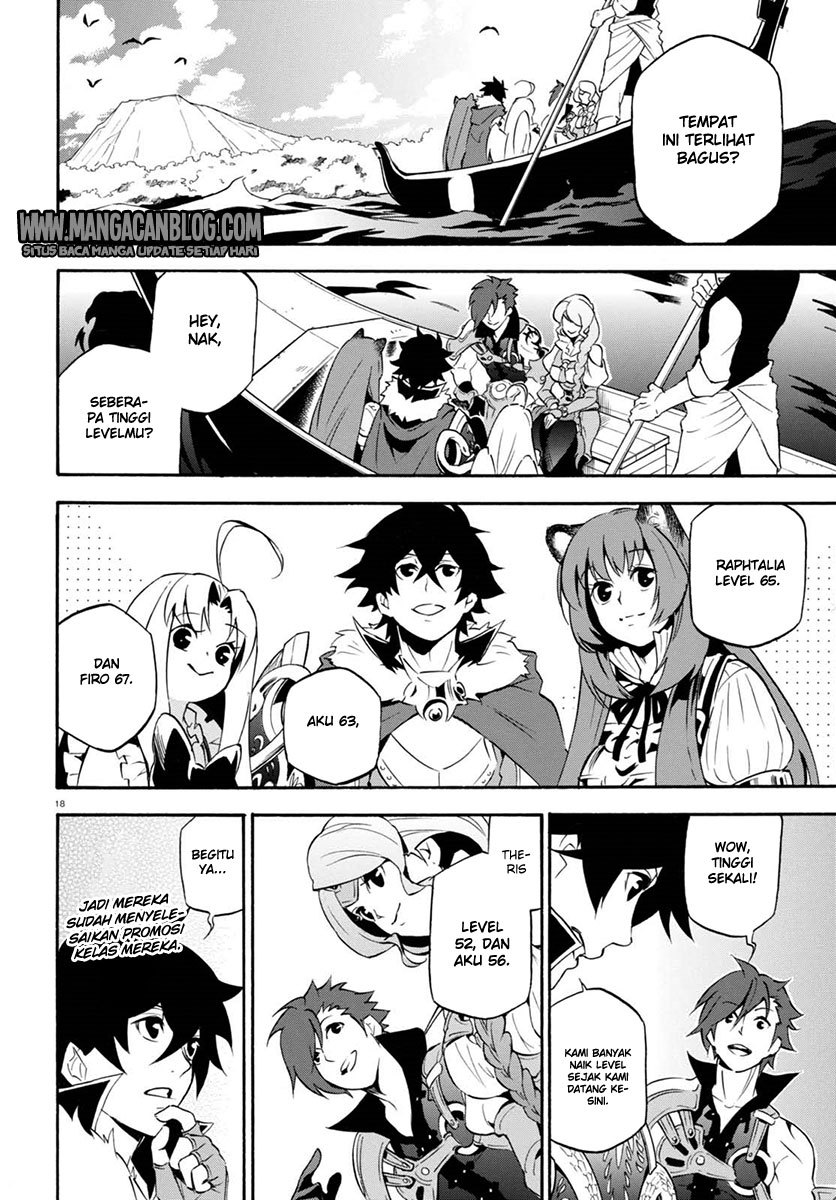 TEMPAT
INI TERLIHAT
BAGUS?
WWW.MANGACANBLOG.COM
SITUS BACA MANGA UPDATE SETIAP HARI
HEY,
NAK,
SEBERA-
PA TINGGI
LEVELMU?
RAPHTALIA
LEVEL 65.
AKU 63,
DAN
FIRO 67.
18
WOW,
TINGGI
SEKALI!
KAMI BANYAK
NAIK LEVEL
SEJAK KAMI
DATANG KE-
SINI.
THE-
RIS
LEVEL
52, DAN
AKU 56.
BEGITU
YA...
JADI MEREKA
SUDAH MENYELE-
SAIKAN PROMOSI
KELAS MEREKA.